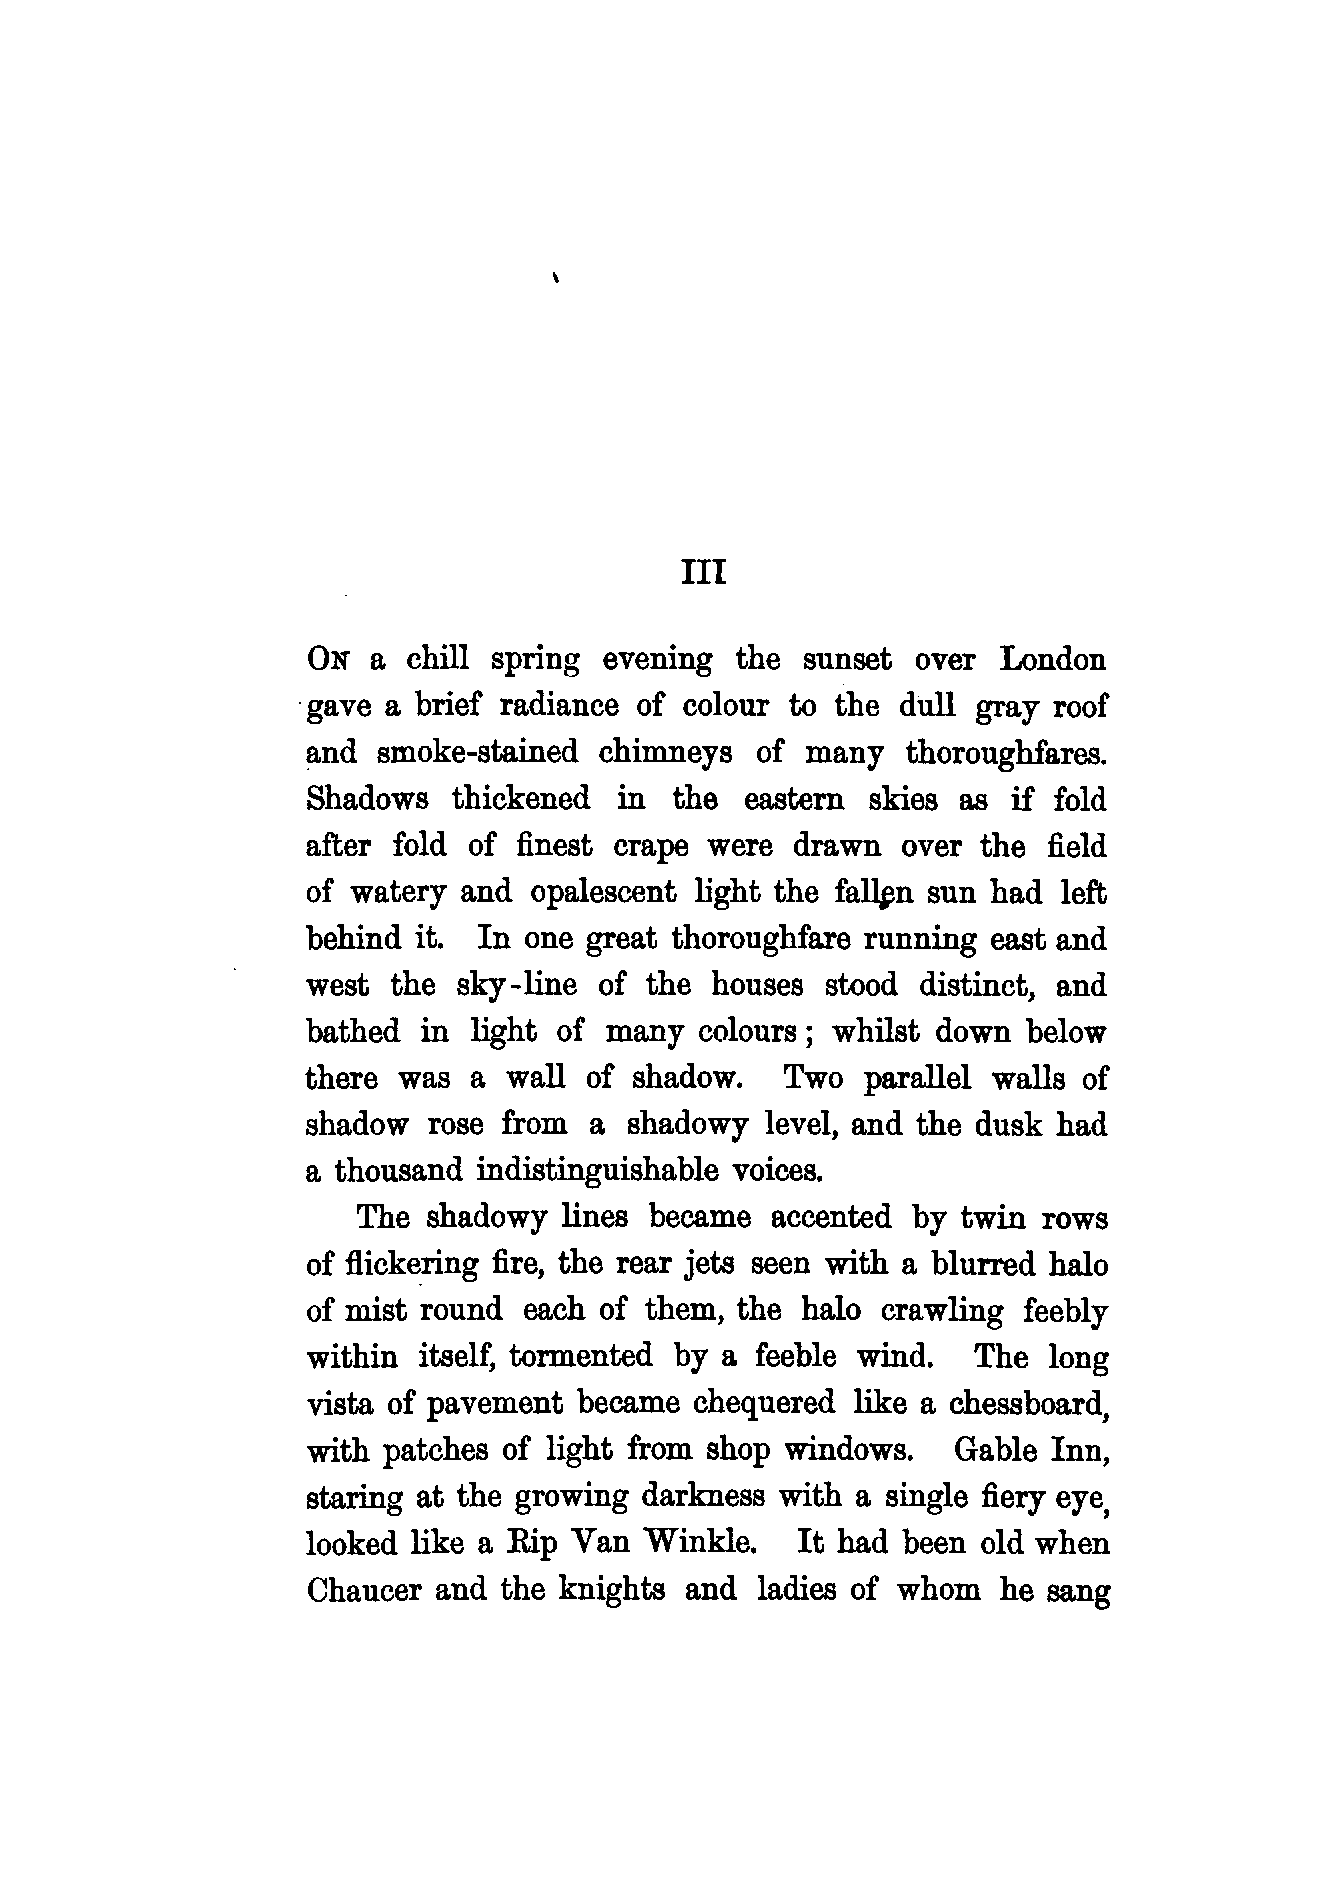 III
ON a chill spring evening the sunset over London
gave a brief radiance of colour to the dull gray roof
and smoke-stained chimneys of many thoroughfares.
Shadows thickened in the eastern skies as if fold
after fold of finest crape were drawn over the field
of watery and opalescent light the fallen sun had left
behind it. In one great thoroughfare running east and
west the sky-line of the houses stood distinct, and
bathed in light of many colours; whilst down below
there was a wall of shadow. Two parallel walls of
shadow rose from a shadowy level, and the dusk had
a thousand indistinguishable voices.
The shadowy lines became accented by twin rows
of flickering fire, the rear jets seen with a blurred halo
of mist round each of them, the halo crawling feebly
within itself, tormented by a feeble wind. The long
vista of pavement became chequered like a chessboard,
with patches of light from shop windows. Gable Inn,
staring at the growing darkness with a single fiery eye,
looked like a Rip Van Winkle. It had been old when
Chaucer and the knights and ladies of whom he sang